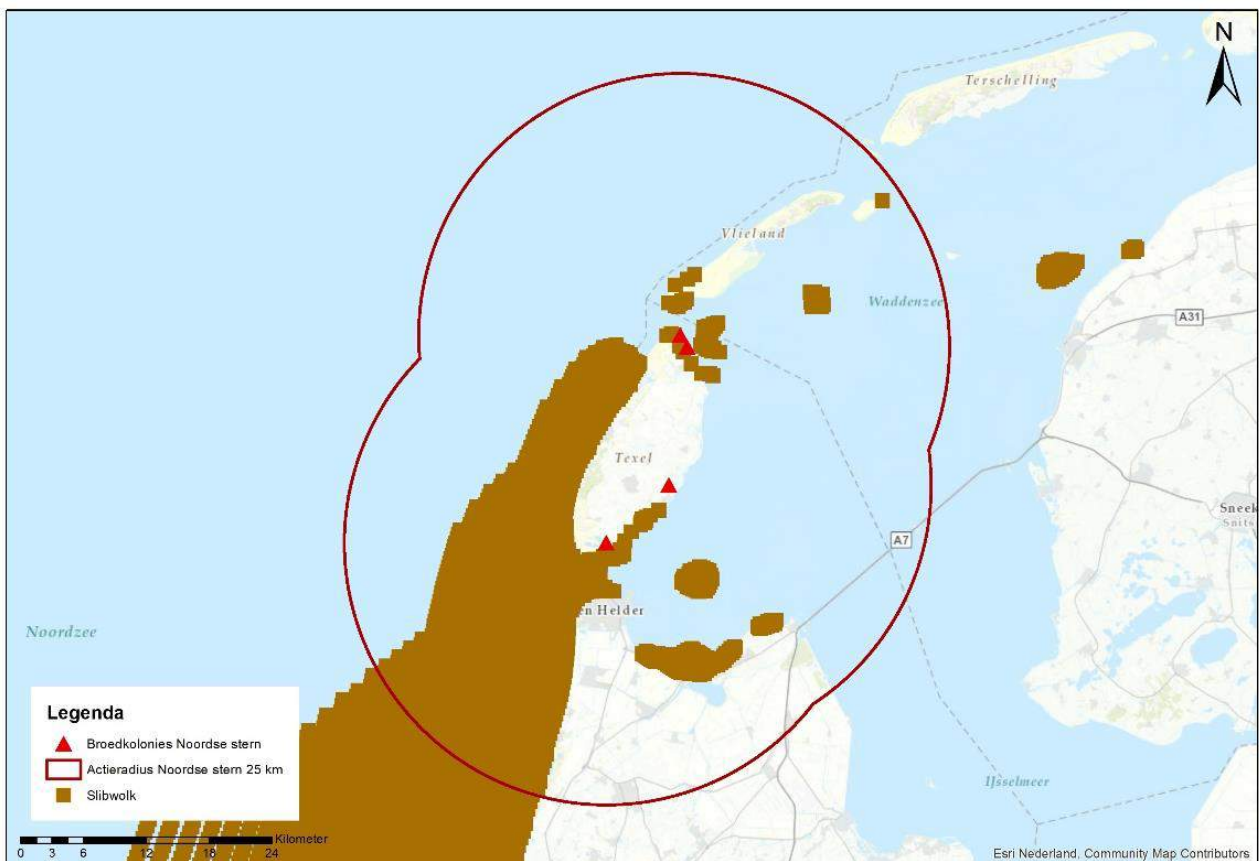 N
Terschelling
Vlieland
Waddenzee
A31
Texel
Sneek
Snits
A7
en Helder
Noordzee
IJsselmeer
Legenda
Broedkolonies Noordse stern
Actieradius Noordse stern 25 km
Slibwolk
Kilometer
0 3 6 12 18 24
Esri Nederland, Community Map Contributors